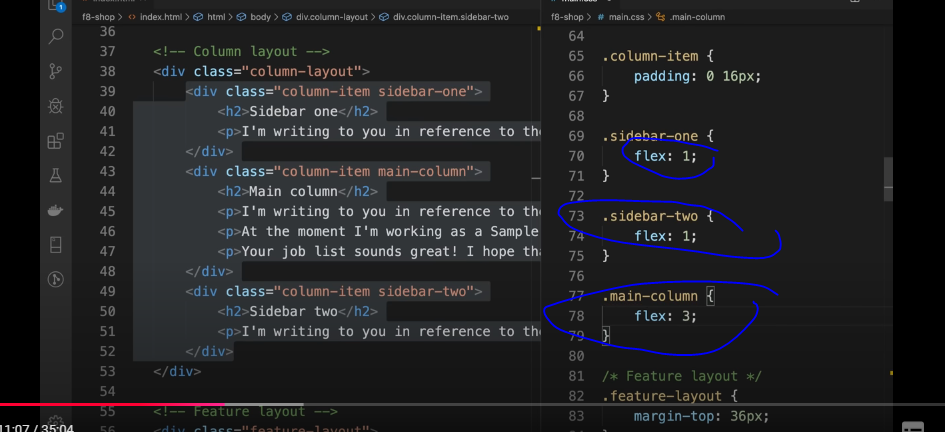 f8-shop > index.html > html > body > div.column-layout > div.column-item.sidebar-two
36
37 <!-- Column layout -->
38 <div class="column-layout">
39 <div class="column-item sidebar-one">
40 <h2>Sidebar one</h2>
41 <p>I'm writing to you in reference to the
42 </div>
43 <div class="column-item main-column">
44 <h2>Main column</h2>
45 <p>I'm writing to you in reference to the
46 <p>At the moment I'm working as a Sample
47 <p>Your job list sounds great! I hope tha
48 </div>
49 <div class="column-item sidebar-two">
50 <h2>Sidebar two</h2>
51 <p>I'm writing to you in reference to the
52 </div>
53 </div>
54
55 <!-- Feature layout -->
56 <div class="feature-layout">
f8-shop > # main.css > .main-column
64
65 .column-item {
66 padding: 0 16px;
67 }
68
69 .sidebar-one {
70 flex: 1;
71 }
72
73 .sidebar-two {
74 flex: 1;
75 }
76
77 .main-column {
78 flex: 3;
79 }
80
81 /* Feature layout */
82 .feature-layout {
83 margin-top: 36px;
1
11:07 / 35:04